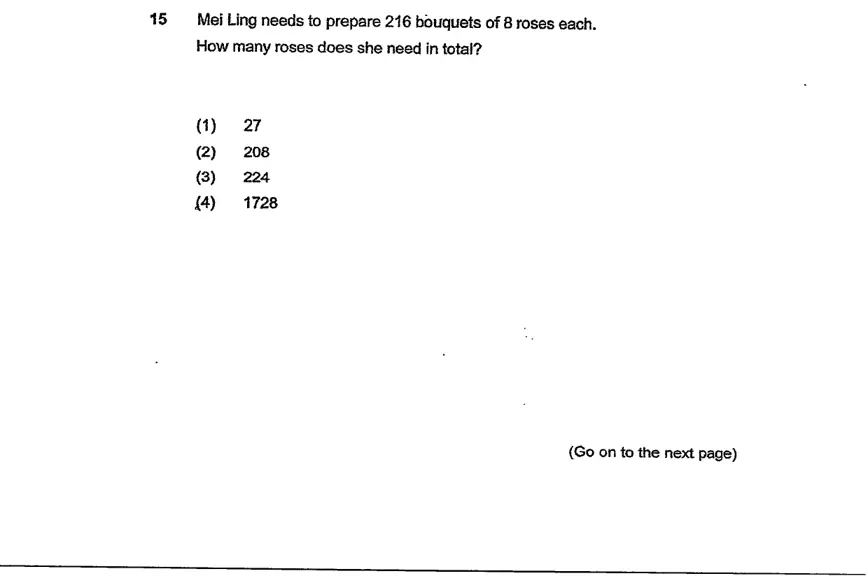 15 Mei Ling needs to prepare 216 bouquets of 8 roses each.
How many roses does she need in total?
(1) 27
(2) 208
(3) 224
(4) 1728
(Go on to the next page)